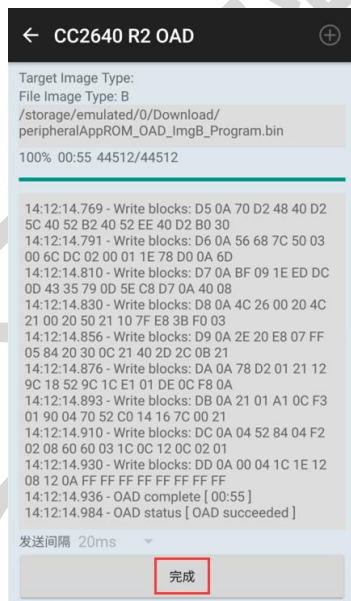 CC2640 R2 OAD
Target Image Type:
File Image Type: B
/storage/emulated/0/Download/
peripheralAppROM_OAD_ImgB_Program.bin
100% 00:55 44512/44512
14:12:14.769 - Write blocks: D5 0A 70 D2 48 40 D2
5C 40 52 B2 40 52 EE 40 D2 B0 30
14:12:14.791 - Write blocks: D6 0A 56 68 7C 50 03
00 6C DC 02 00 01 1E 78 D0 0A 6D
14:12:14.810 - Write blocks: D7 0A BF 09 1E ED DC
0D 43 35 79 0D 5E C8 D7 0A 40 08
14:12:14.830 - Write blocks: D8 0A 4C 26 00 20 4C
21 00 20 50 21 10 7F E8 3B F0 03
14:12:14.856 - Write blocks: D9 0A 2E 20 E8 07 FF
05 84 20 30 0C 21 40 2D 2C 0B 21
14:12:14.876 - Write blocks: DA 0A 78 D2 01 21 12
9C 18 52 9C 1C E1 01 DE 0C F8 0A
14:12:14.893 - Write blocks: DB 0A 21 01 A1 0C F3
01 90 04 70 52 C0 14 16 7C 00 21
14:12:14.910 - Write blocks: DC 0A 04 52 84 04 F2
02 08 60 60 03 1C 0C 12 0C 02 01
14:12:14.930 - Write blocks: DD 0A 00 04 1C 1E 12
08 12 0A FF FF FF FF FF FF FF FF
14:12:14.936 - OAD complete [ 00:55 ]
14:12:14.984 - OAD status [ OAD succeeded ]
发送间隔 20ms
完成